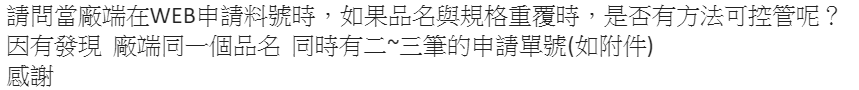 請問當廠端在WEB申請料號時，如果品名與規格重覆時，是否有方法可控管呢？
因有發現 廠端同一個品名 同時有二~三筆的申請單號(如附件)
感謝